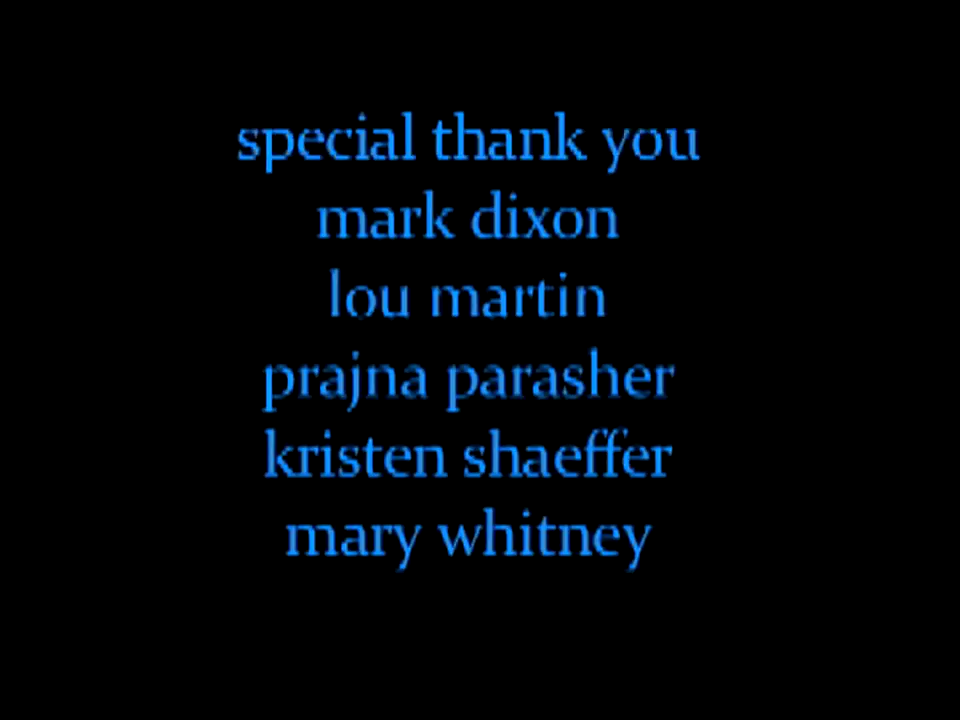 special thank you
mark dixon
lou martin
prajna parasher
kristen shaeffer
mary whitney